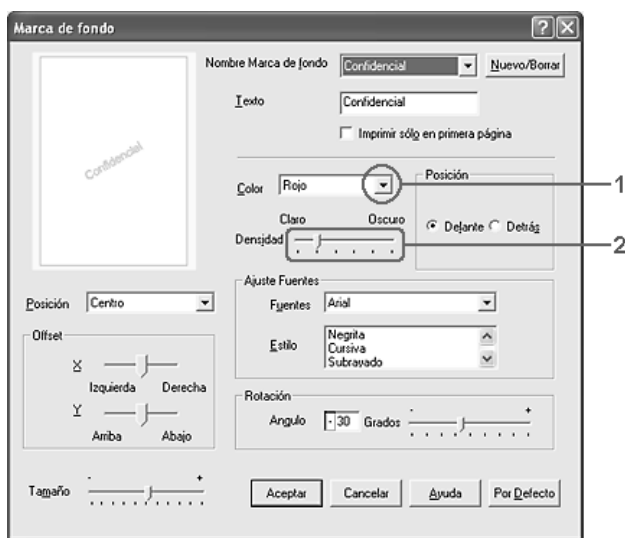 Marca de fondo
Nombre Marca de fondo Confidencial Nuevo/Borrar
Texto Confidencial
Imprimir sólo en primera página
Confidencial
Color Rojo
Posición
1
Claro Oscuro
Densidad
Delante Detrás
2
Posición Centro
Ajuste Fuentes
Fuentes Arial
Estilo Negrita
Cursiva
Subrayado
Offset
X
Izquierda Derecha
Y
Arriba Abajo
Rotación
Angulo -30 Grados - +
Tamaño - +
Aceptar Cancelar Ayuda Por Defecto